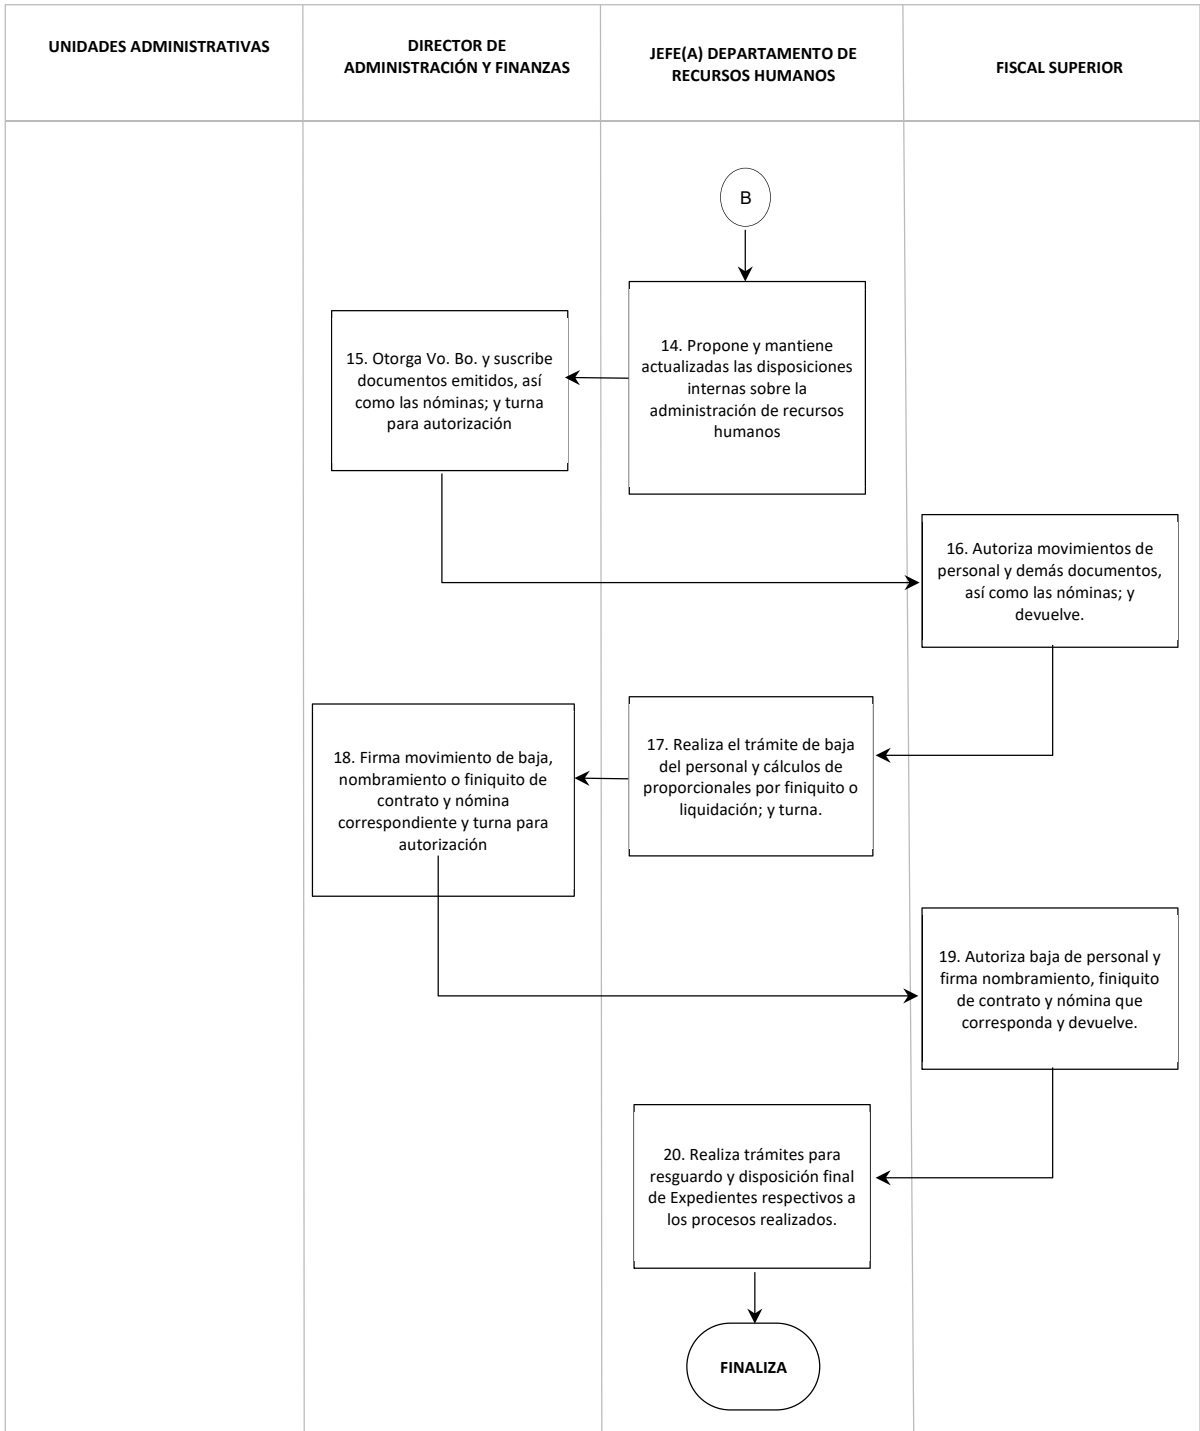 UNIDADES ADMINISTRATIVAS
DIRECTOR DE
ADMINISTRACIÓN Y FINANZAS
JEFE(A) DEPARTAMENTO DE
RECURSOS HUMANOS
FISCAL SUPERIOR
B
14. Propone y mantiene
actualizadas las disposiciones
internas sobre la
administración de recursos
humanos
15. Otorga Vo. Bo. y suscribe
documentos emitidos, así
como las nóminas; y turna
para autorización
16. Autoriza movimientos de
personal y demás documentos,
así como las nóminas; y
devuelve.
17. Realiza el trámite de baja
del personal y cálculos de
proporcionales por finiquito o
liquidación; y turna.
18. Firma movimiento de baja,
nombramiento o finiquito de
contrato y nómina
correspondiente y turna para
autorización
19. Autoriza baja de personal y
firma nombramiento, finiquito
de contrato y nómina que
corresponda y devuelve.
20. Realiza trámites para
resguardo y disposición final
de Expedientes respectivos a
los procesos realizados.
FINALIZA